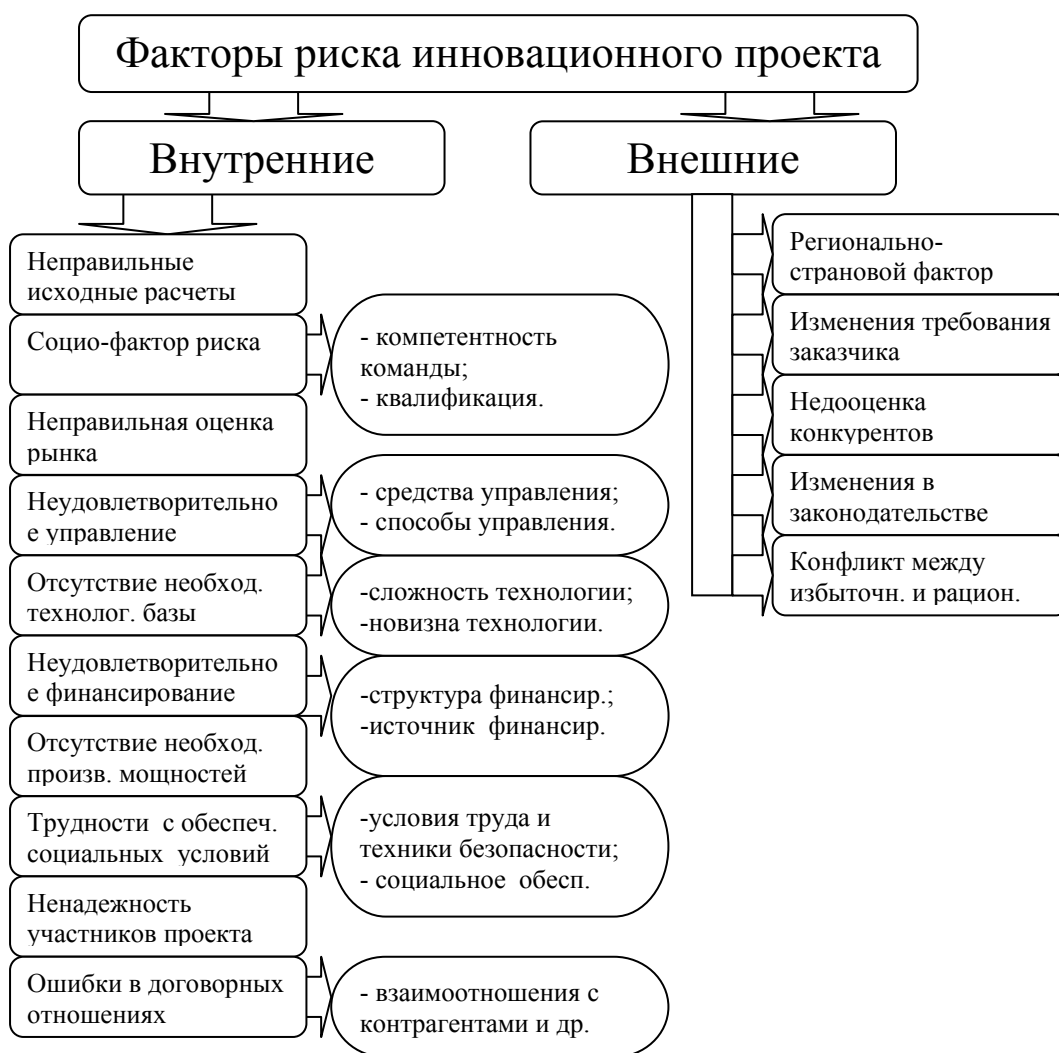 Факторы риска инновационного проекта
Внутренние
Внешние
Неправильные
исходные расчеты
Социо-фактор риска
- компетентность
команды;
- квалификация.
Неправильная оценка
рынка
Неудовлетворительно
е управление
- средства управления;
- способы управления.
Отсутствие необход.
технолог. базы
-сложность технологии;
-новизна технологии.
Неудовлетворительно
е финансирование
-структура финансир.;
-источник финансир.
Отсутствие необход.
произв. мощностей
Трудности с обеспеч.
социальных условий
-условия труда и
техники безопасности;
- социальное обесп.
Ненадежность
участников проекта
Ошибки в договорных
отношениях
- взаимоотношения с
контрагентами и др.
Регионально-
страновой фактор
Изменения требования
заказчика
Недооценка
конкурентов
Изменения в
законодательстве
Конфликт между
избыточн. и рацион.